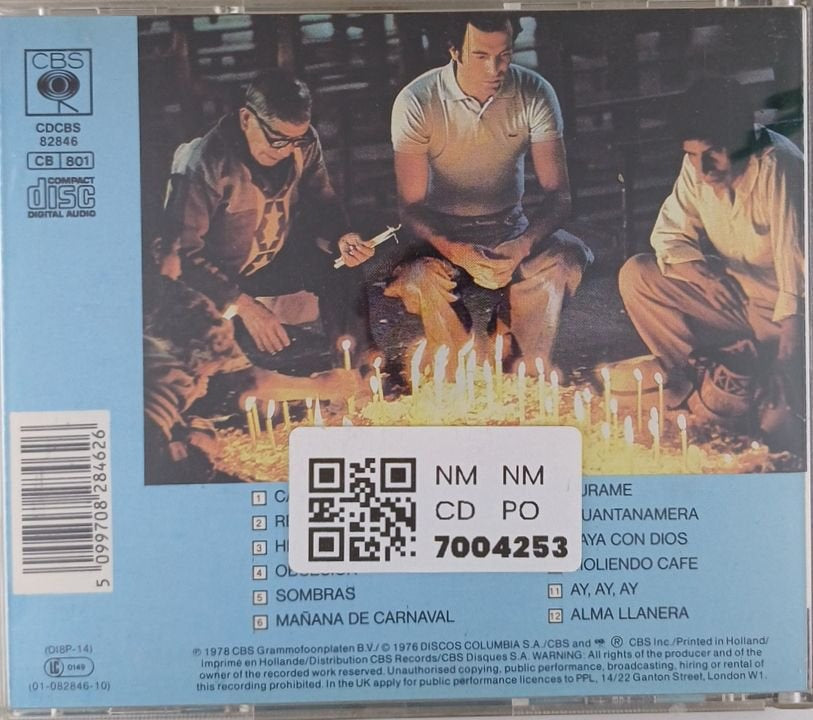 CBS
CDCBS
82846
CB 801
COMPACT
disc
DIGITAL AUDIO
5 099708 284626
NM NM
CD PO
7004253
1
2
3
4
5 SOMBRAS
6 MAÑANA DE CARNAVAL
VAYA CON DIOS
MOLIENDO CAFE
11 AY, AY, AY
12 ALMA LLANERA
(DI8P-14)
LC 0149
(01-082846-10)
℗ 1978 CBS Grammofoonplaten B.V./ © 1976 DISCOS COLUMBIA S.A./CBS and ® CBS Inc./Printed in Holland/
Imprimé en Hollande/Distribution CBS Records/CBS Disques S.A. WARNING: All rights of the producer and of the
owner of the recorded work reserved. Unauthorised copying, public performance, broadcasting, hiring or rental of
this recording prohibited. In the UK apply for public performance licences to PPL, 14/22 Ganton Street, London W1.